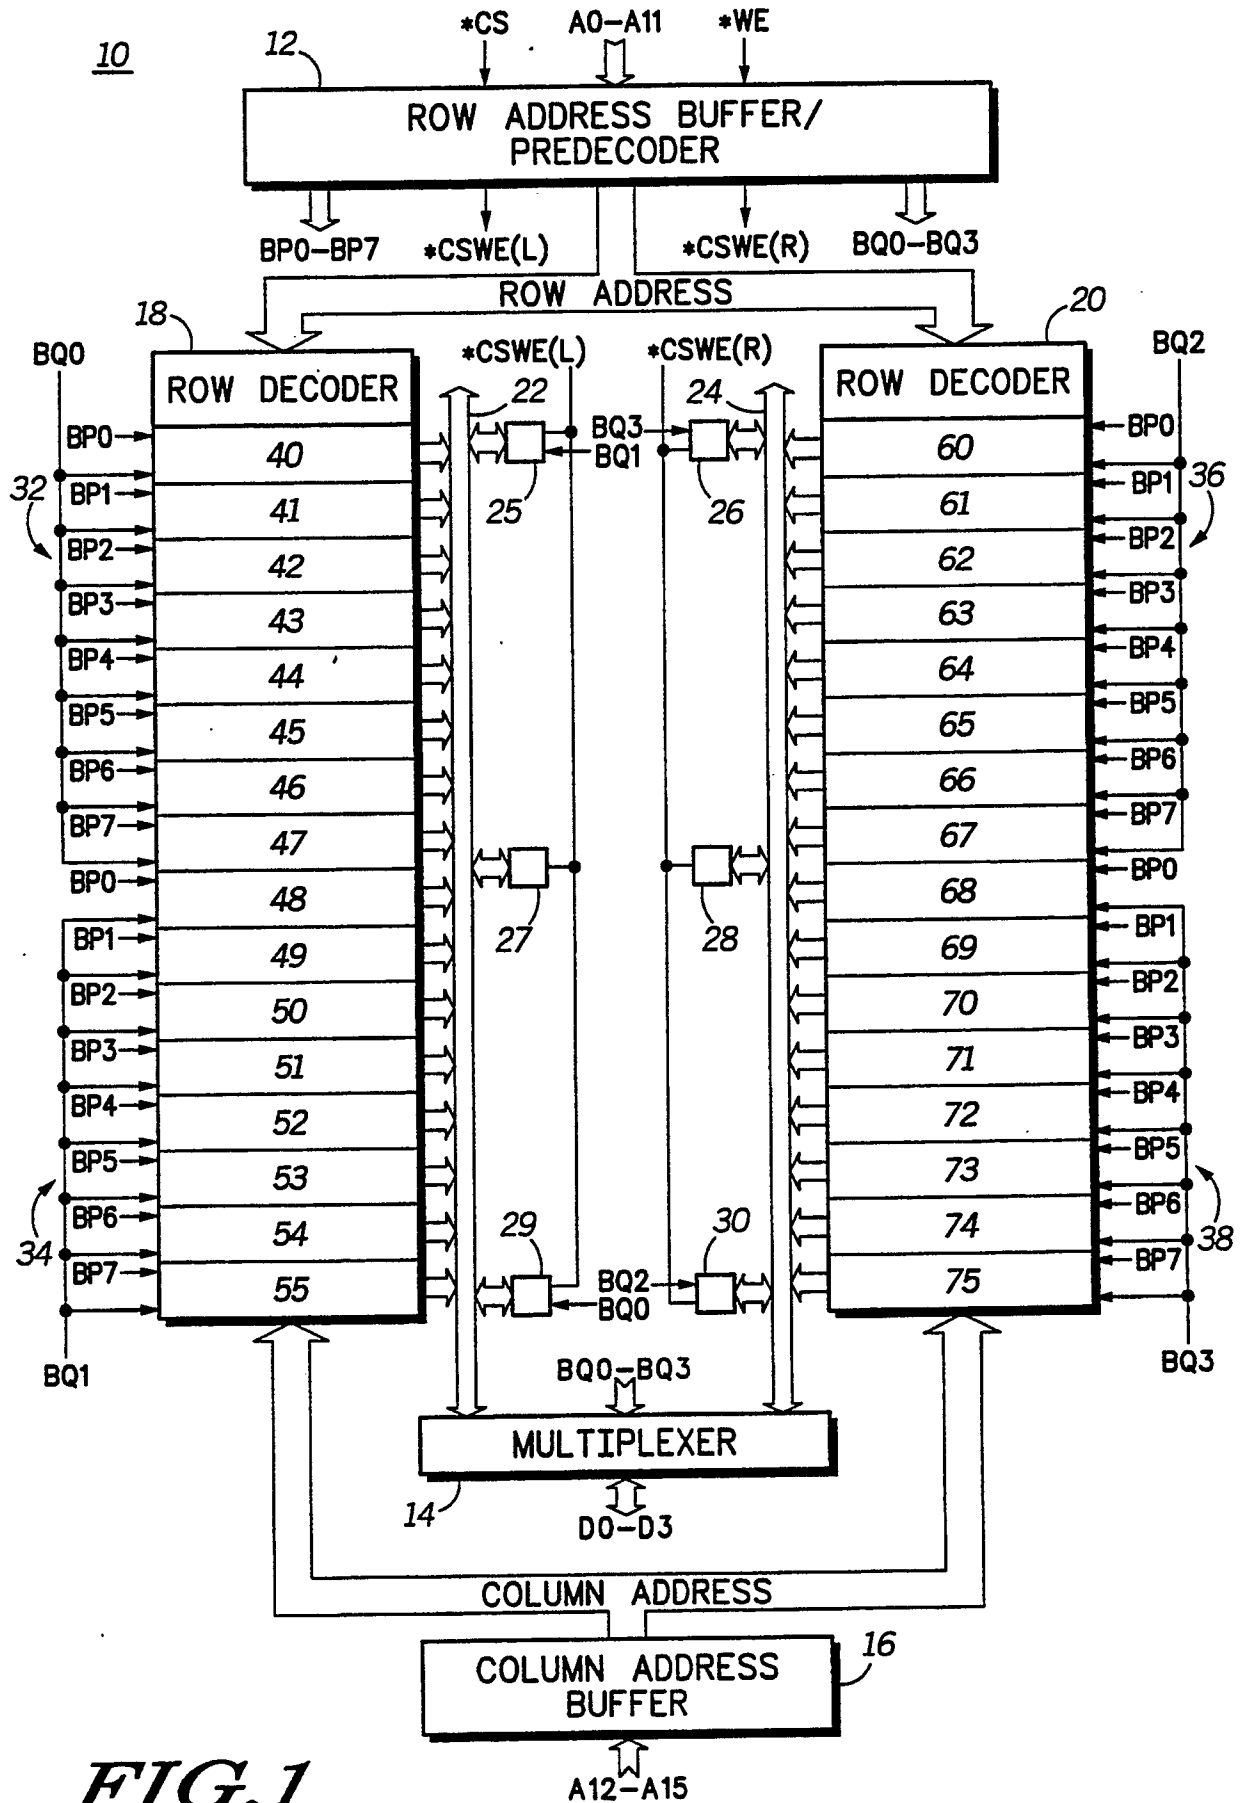 10
12
*CS
A0-A11
*WE
ROW ADDRESS BUFFER/
PREDECODER
BP0-BP7
*CSWE(L)
*CSWE(R)
BQ0-BQ3
ROW ADDRESS
18
20
BQ0
*CSWE(L)
*CSWE(R)
BQ2
ROW DECODER
22
24
ROW DECODER
BP0
40
BQ3
BQ1
60
BP0
32
BP1
41
25
26
61
BP1
36
BP2
42
62
BP2
BP3
43
63
BP3
BP4
44
64
BP4
BP5
45
65
BP5
BP6
46
66
BP6
BP7
47
67
BP7
BP0
48
27
28
68
BP0
BP1
49
69
BP1
BP2
50
70
BP2
BP3
51
71
BP3
BP4
52
72
BP4
BP5
53
73
BP5
34
BP6
54
29
30
74
BP6
38
BP7
55
BQ2
BQ0
75
BP7
BQ1
BQ0-BQ3
BQ3
MULTIPLEXER
14
D0-D3
COLUMN ADDRESS
COLUMN ADDRESS
BUFFER
16
A12-A15
FIG.1